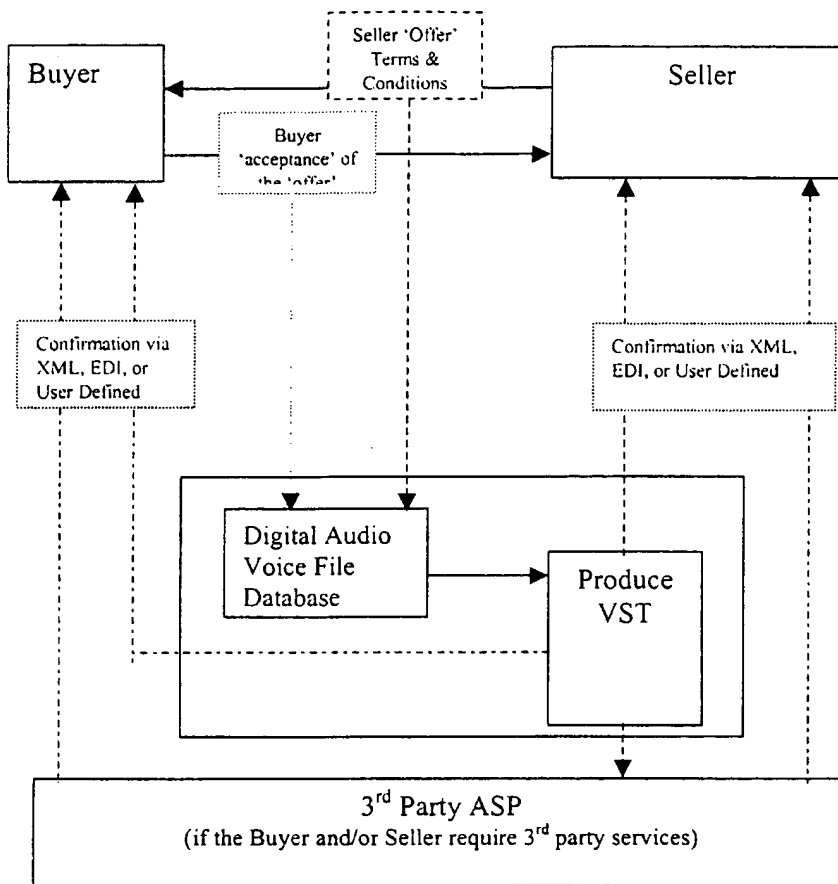 Seller ‘Offer’
Terms &
Conditions
Buyer
Seller
Buyer
‘acceptance’ of
the ‘offer’
Confirmation via
XML, EDI, or
User Defined
Confirmation via XML,
EDI, or User Defined
Digital Audio
Voice File
Database
Produce
VST
3rd Party ASP
(if the Buyer and/or Seller require 3rd party services)